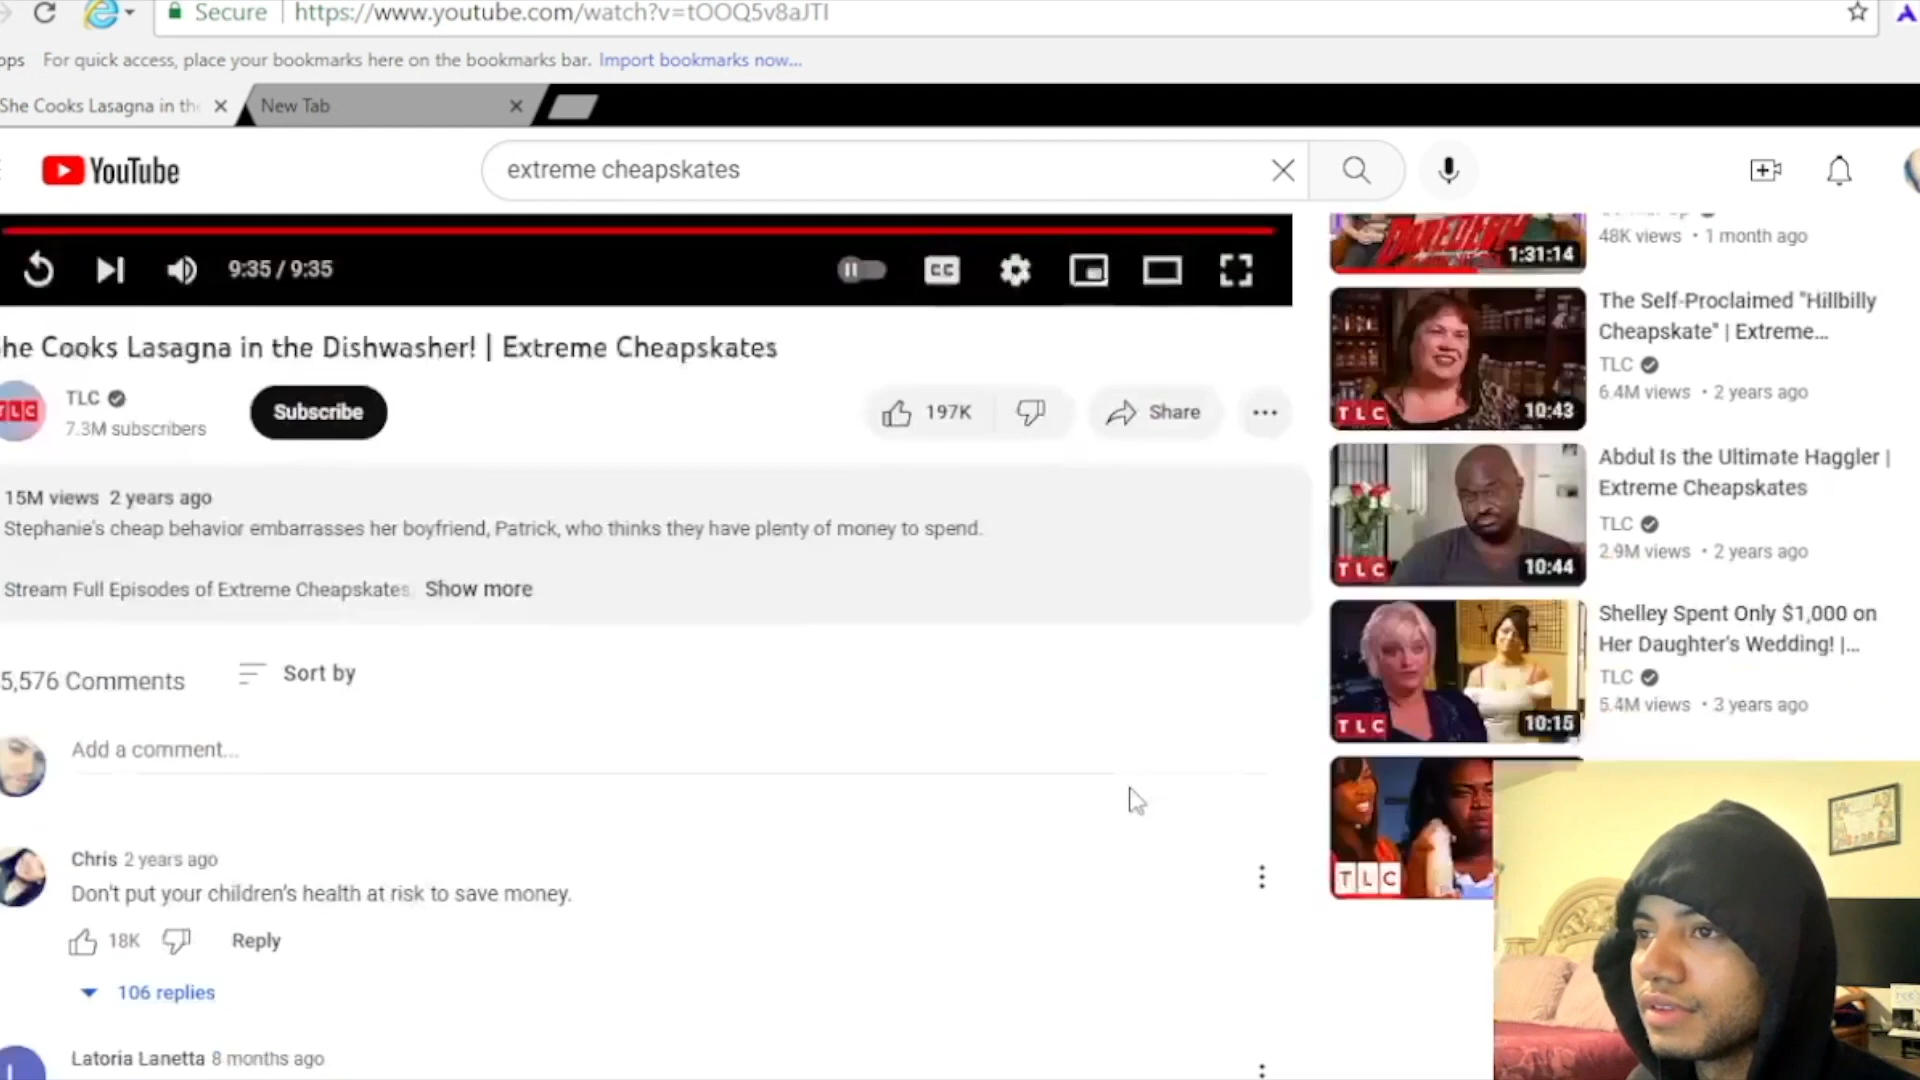 Secure
https://www.youtube.com/watch?v=tOOQ5v8aJTI
For quick access, place your bookmarks here on the bookmarks bar. Import bookmarks now...
She Cooks Lasagna in
New Tab
YouTube
extreme cheapskates
9:35 / 9:35
CC
he Cooks Lasagna in the Dishwasher! | Extreme Cheapskates
TLC
TLC
7.3M subscribers
Subscribe
197K
Share
15M views 2 years ago
Stephanie's cheap behavior embarrasses her boyfriend, Patrick, who thinks they have plenty of money to spend.
Stream Full Episodes of Extreme Cheapskates Show more
5,576 Comments
Sort by
Add a comment...
Chris 2 years ago
Don't put your children's health at risk to save money.
18K
Reply
106 replies
Latoria Lanetta 8 months ago
1:31:14
48K views • 1 month ago
TLC
10:43
The Self-Proclaimed "Hillbilly
Cheapskate" | Extreme...
TLC
6.4M views • 2 years ago
TLC
10:44
Abdul Is the Ultimate Haggler |
Extreme Cheapskates
TLC
2.9M views • 2 years ago
TLC
10:15
Shelley Spent Only $1,000 on
Her Daughter's Wedding! |...
TLC
5.4M views • 3 years ago
TLC